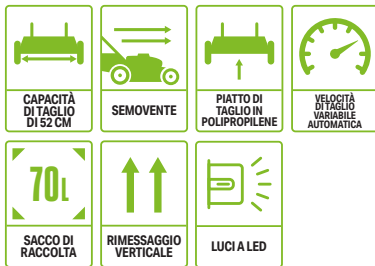 CAPACITÀ
DI TAGLIO
DI 52 CM
SEMOVENTE
PIATTO DI
TAGLIO IN
POLIPROPILENE
VELOCITÀ
DI TAGLIO
VARIABILE
AUTOMATICA
70L
SACCO DI
RACCOLTA
RIMESSAGGIO
VERTICALE
LUCI A LED